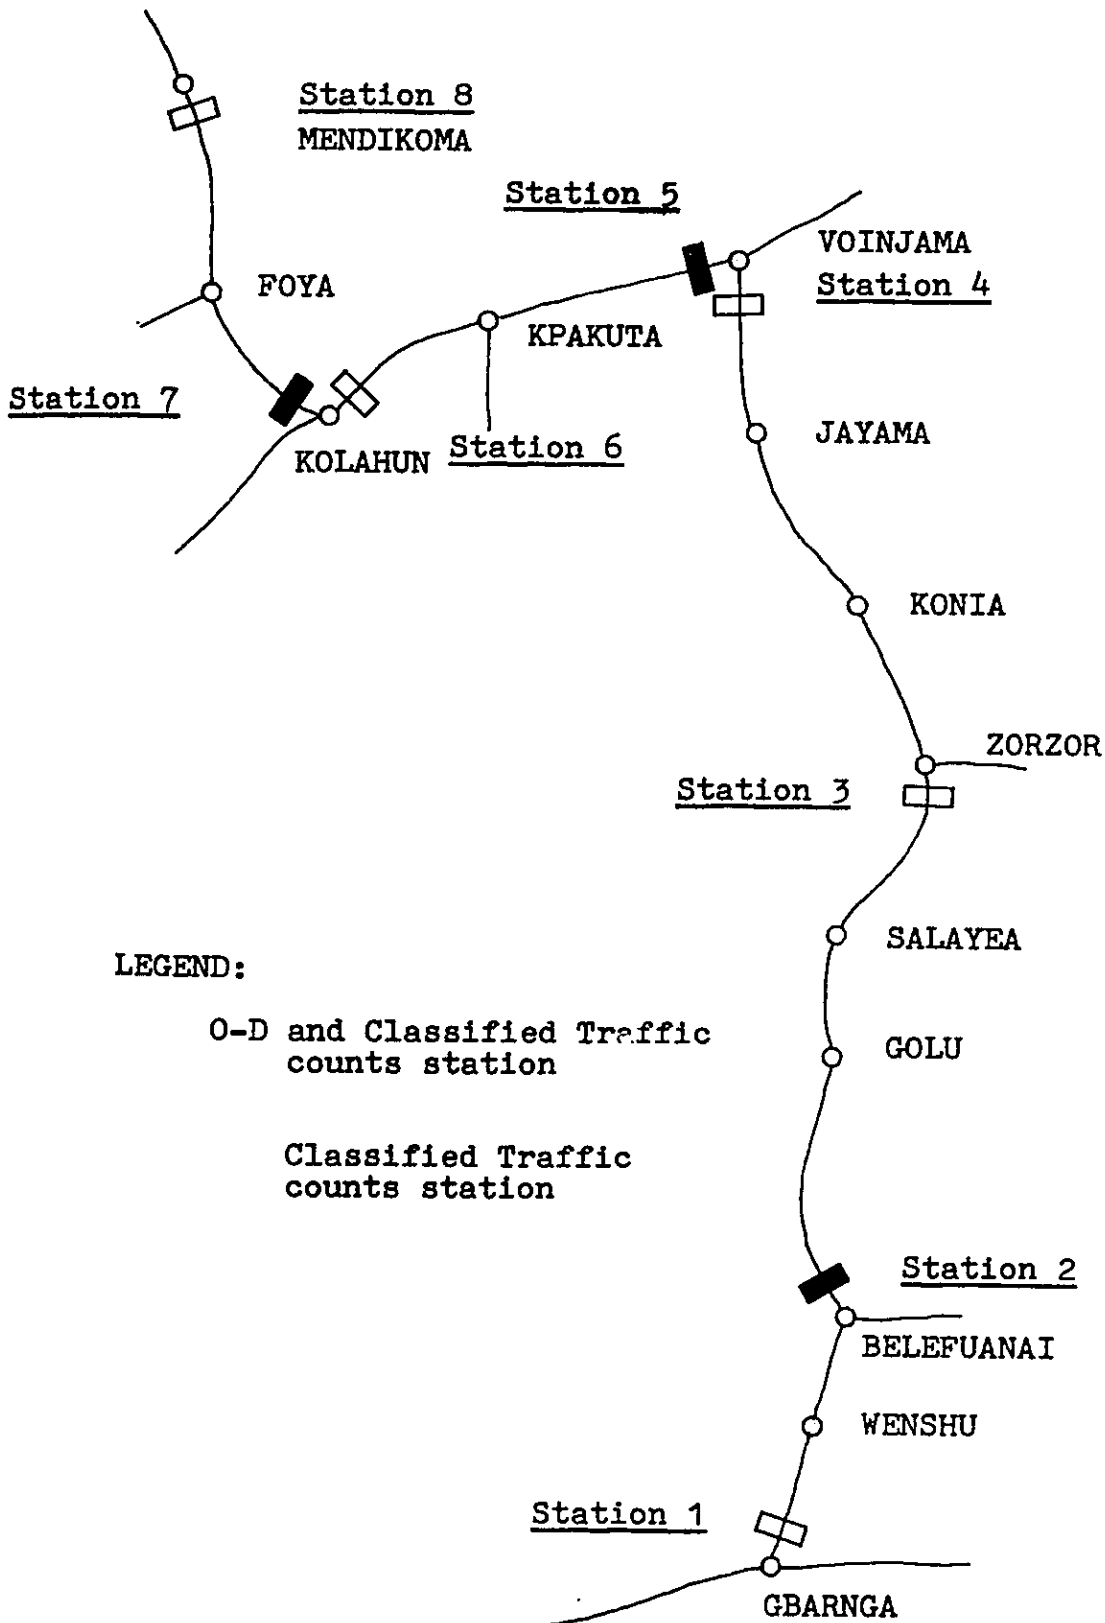 Station 8
MENDIKOMA
Station 5
VOINJAMA
Station 4
FOYA
KPAKUTA
Station 7
KOLAHUN
Station 6
JAYAMA
KONIA
ZORZOR
Station 3
SALAYEA
LEGEND:
O-D and Classified Traffic
counts station
GOLU
Classified Traffic
counts station
Station 2
BELEFUANAI
WENSHU
Station 1
GBARNGA